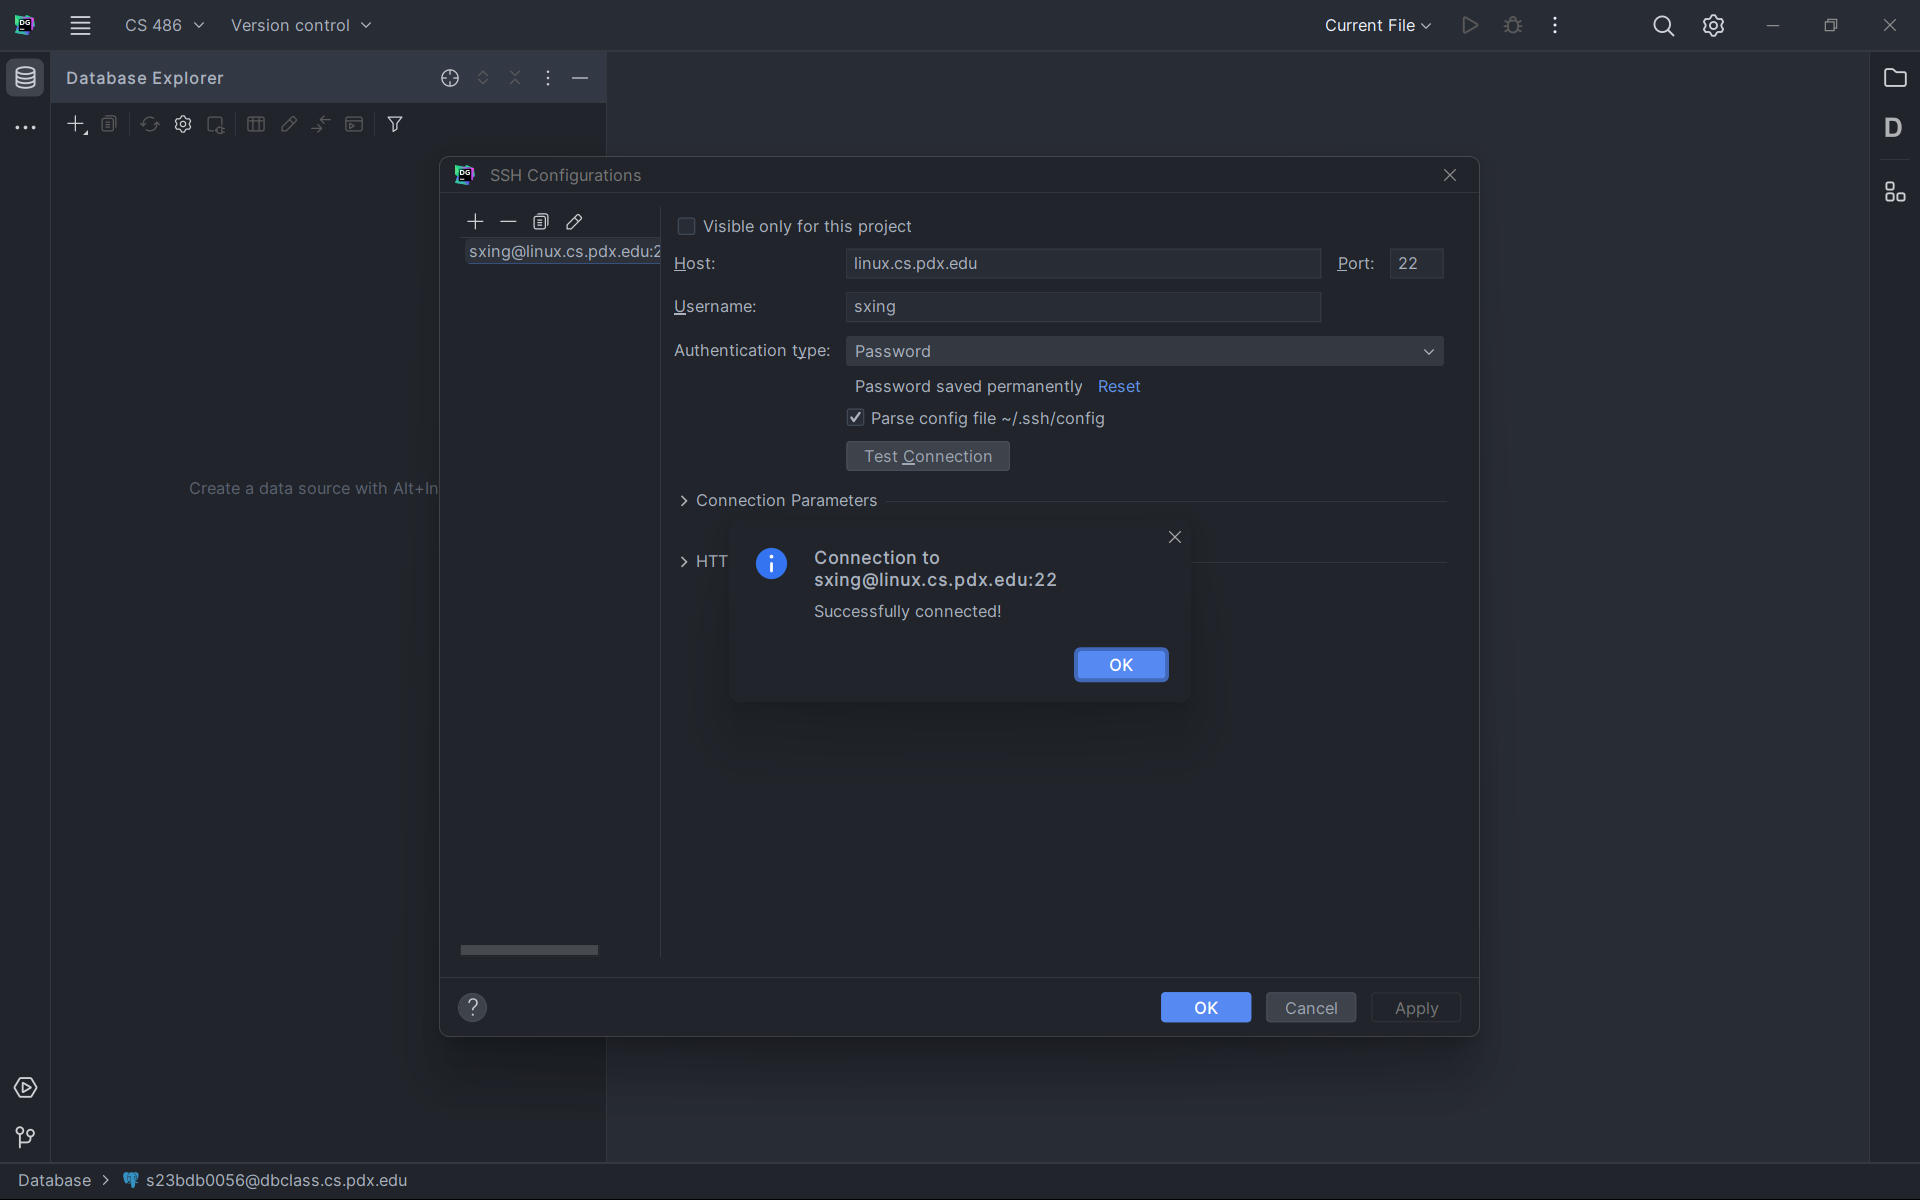 DG
CS 486
Version control
Current File
Database Explorer
D
Create a data source with Alt+In
DG
SSH Configurations
sxing@linux.cs.pdx.edu:2
Visible only for this project
Host:
linux.cs.pdx.edu
Port:
22
Username:
sxing
Authentication type:
Password
Password saved permanently Reset
Parse config file ~/.ssh/config
Test Connection
Connection Parameters
HTT
Connection to
sxing@linux.cs.pdx.edu:22
Successfully connected!
OK
?
OK
Cancel
Apply
Database
s23bdb0056@dbclass.cs.pdx.edu